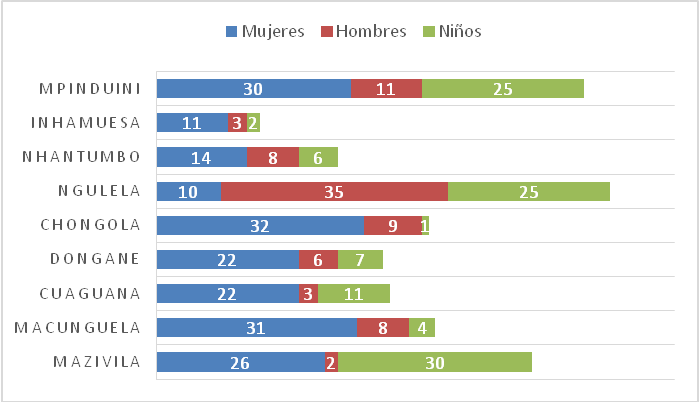 Mujeres Hombres Niños
MPINDUINI 30 11 25
INHAMUESA 11 3 2
NHANTUMBO 14 8 6
NGULELA 10 35 25
CHONGOLA 32 9 1
DONGANE 22 6 7
CUAGUANA 22 3 11
MACUNGUELA 31 8 4
MAZIVILA 26 2 30